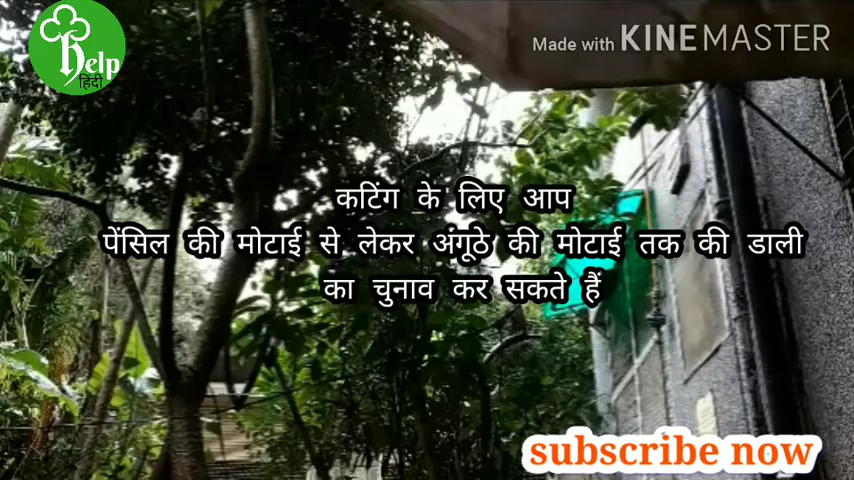 Help
हिंदी
Made with KINEMASTER
कटिंग के लिए आप
पेंसिल की मोटाई से लेकर अंगूठे की मोटाई तक की डाली
का चुनाव कर सकते हैं
subscribe now